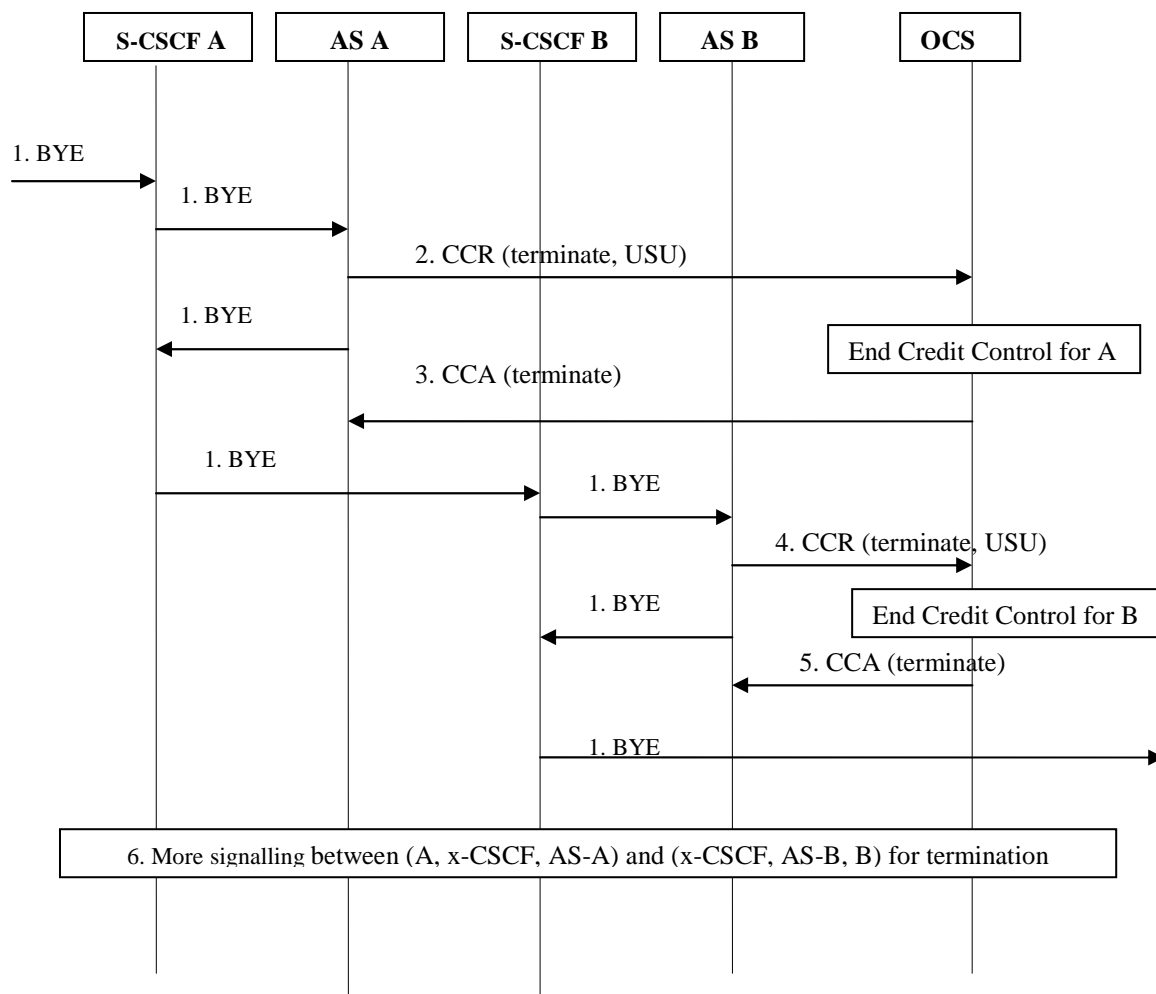 S-CSCF A
AS A
S-CSCF B
AS B
OCS
1. BYE
1. BYE
2. CCR (terminate, USU)
1. BYE
End Credit Control for A
3. CCA (terminate)
1. BYE
1. BYE
4. CCR (terminate, USU)
1. BYE
End Credit Control for B
5. CCA (terminate)
1. BYE
6. More signalling between (A, x-CSCF, AS-A) and (x-CSCF, AS-B, B) for termination